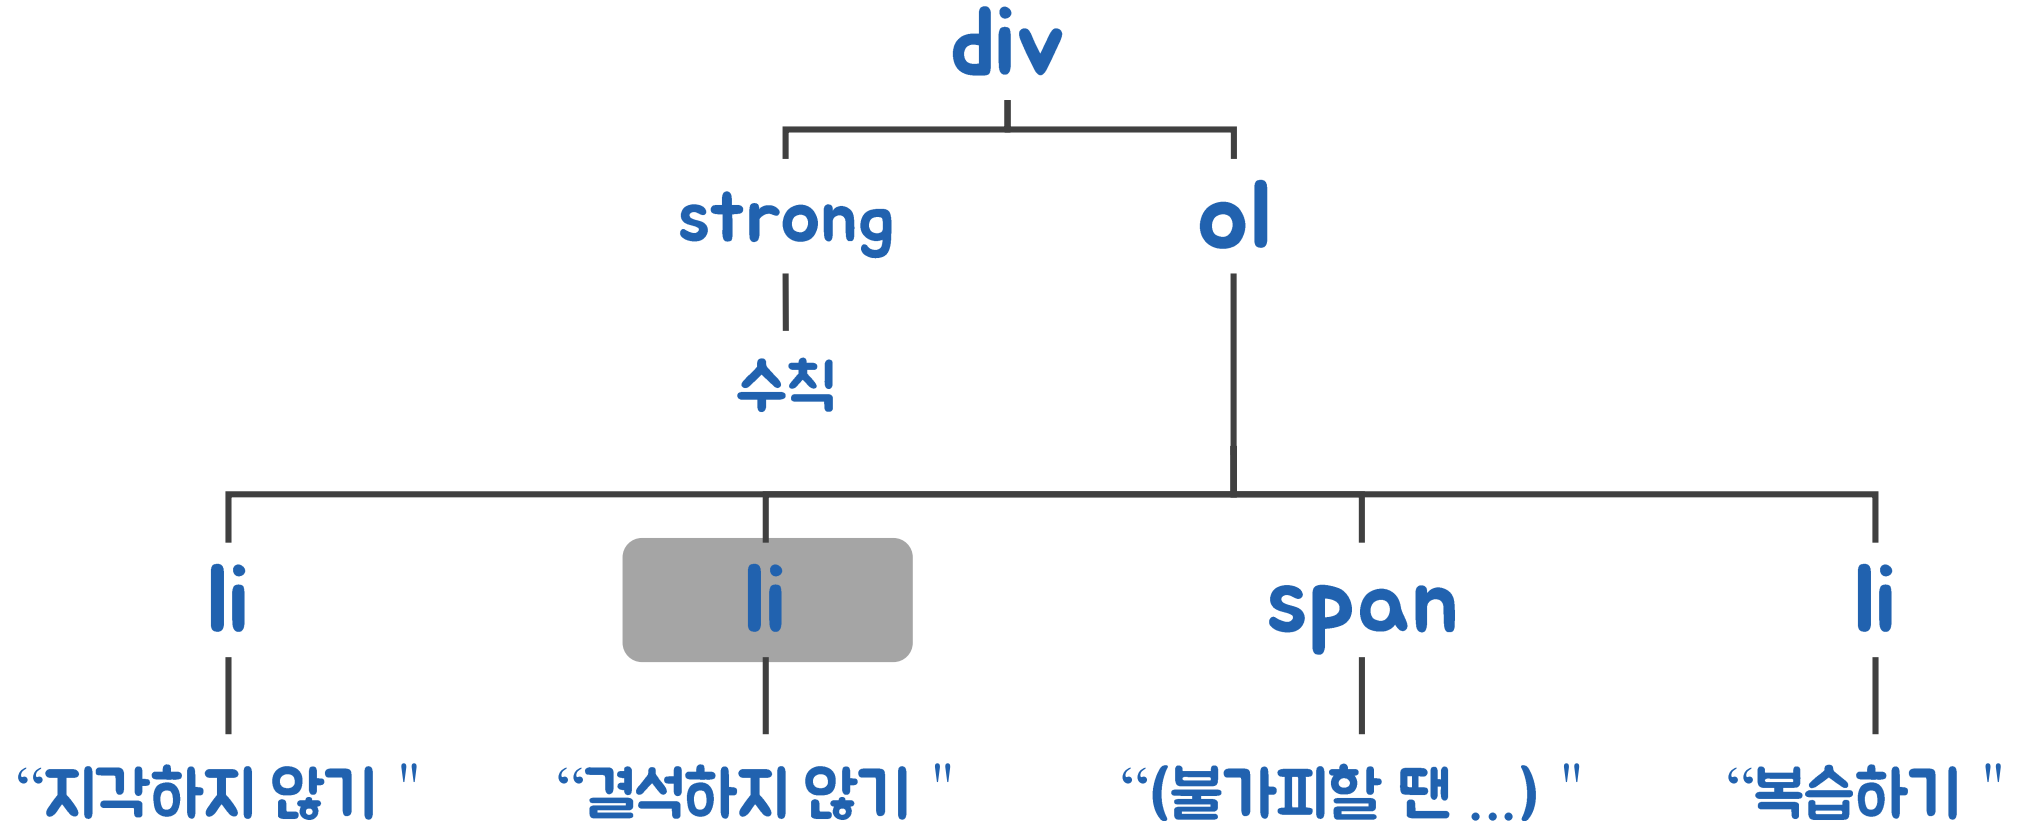 div
strong ol
수칙
li li span li
“지각하지 않기 " “결석하지 않기 " “(불가피할 땐 ...) " “복습하기 "